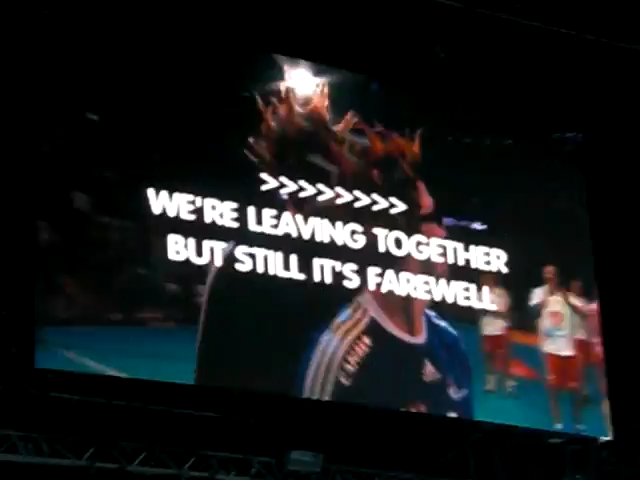 >>>>>>>>
WE'RE LEAVING TOGETHER
BUT STILL IT'S FAREWELL